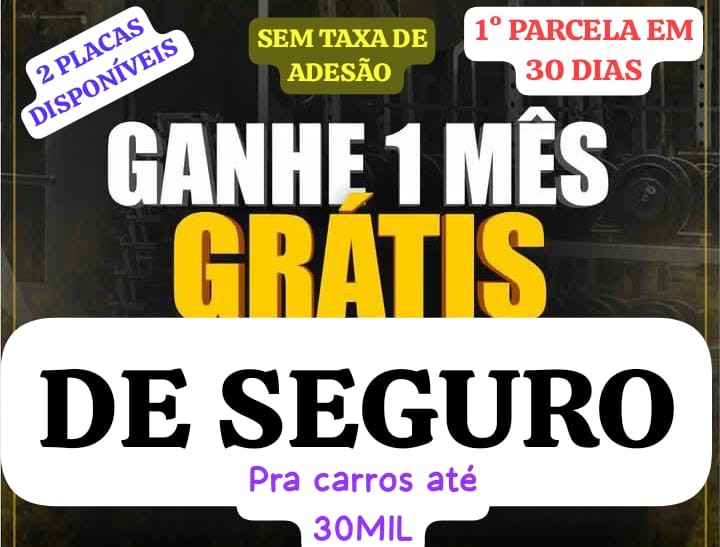 2 PLACAS
DISPONÍVEIS
SEM TAXA DE
ADESÃO
1° PARCELA EM
30 DIAS
GANHE 1 MÊS
GRÁTIS
DE SEGURO
Pra carros até
30MIL